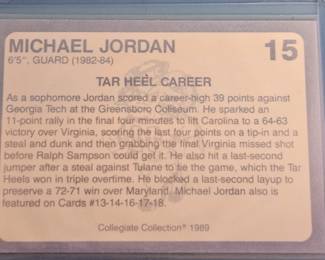 MICHAEL JORDAN 15
6'5", GUARD (1982-84)
TAR HEEL CAREER
As a sophomore Jordan scored a career-high 39 points against
Georgia Tech at the Greensboro Coliseum. He sparked an
11-point rally in the final four minutes to lift Carolina to a 64-63
victory over Virginia, scoring the last four points on a tip-in and a
steal and dunk and then grabbing the final Virginia missed shot
before Ralph Sampson could get it. He also hit a last-second
jumper after a steal against Tulane to tie the game, which the Tar
Heels won in triple overtime. He blocked a last-second layup to
preserve a 72-71 win over Maryland. Michael Jordan also is
featured on Cards #13-14-16-17-18.
Collegiate Collection® 1989